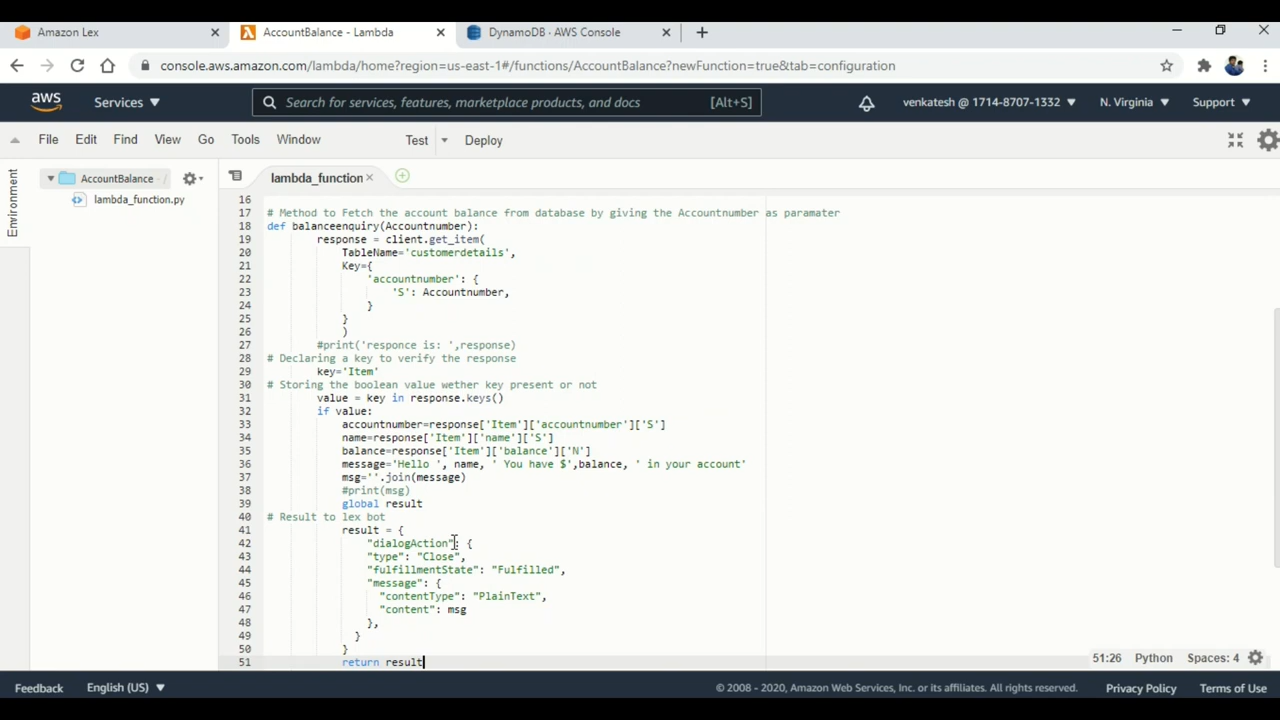 Amazon Lex
AccountBalance - Lambda
DynamoDB · AWS Console
console.aws.amazon.com/lambda/home?region=us-east-1#/functions/AccountBalance?newFunction=true&tab=configuration
aws
Services
Search for services, features, marketplace products, and docs [Alt+S]
venkatesh @ 1714-8707-1332
N. Virginia
Support
File Edit Find View Go Tools Window Test Deploy
Environment
AccountBalance /
lambda_function.py
lambda_function
16
17 # Method to Fetch the account balance from database by giving the Accountnumber as paramater
18 def balanceenquiry(Accountnumber):
19 response = client.get_item(
20 TableName='customerdetails',
21 Key={
22 'accountnumber': {
23 'S': Accountnumber,
24 }
25 }
26 )
27 #print('responce is: ',response)
28 # Declaring a key to verify the response
29 key='Item'
30 # Storing the boolean value wether key present or not
31 value = key in response.keys()
32 if value:
33 accountnumber=response['Item']['accountnumber']['S']
34 name=response['Item']['name']['S']
35 balance=response['Item']['balance']['N']
36 message='Hello ', name, ' You have $',balance, ' in your account'
37 msg=''.join(message)
38 #print(msg)
39 global result
40 # Result to lex bot
41 result = {
42 "dialogAction": {
43 "type": "Close",
44 "fulfillmentState": "Fulfilled",
45 "message": {
46 "contentType": "PlainText",
47 "content": msg
48 },
49 }
50 }
51 return result
51:26 Python Spaces: 4
Feedback English (US) © 2008 - 2020, Amazon Web Services, Inc. or its affiliates. All rights reserved. Privacy Policy Terms of Use